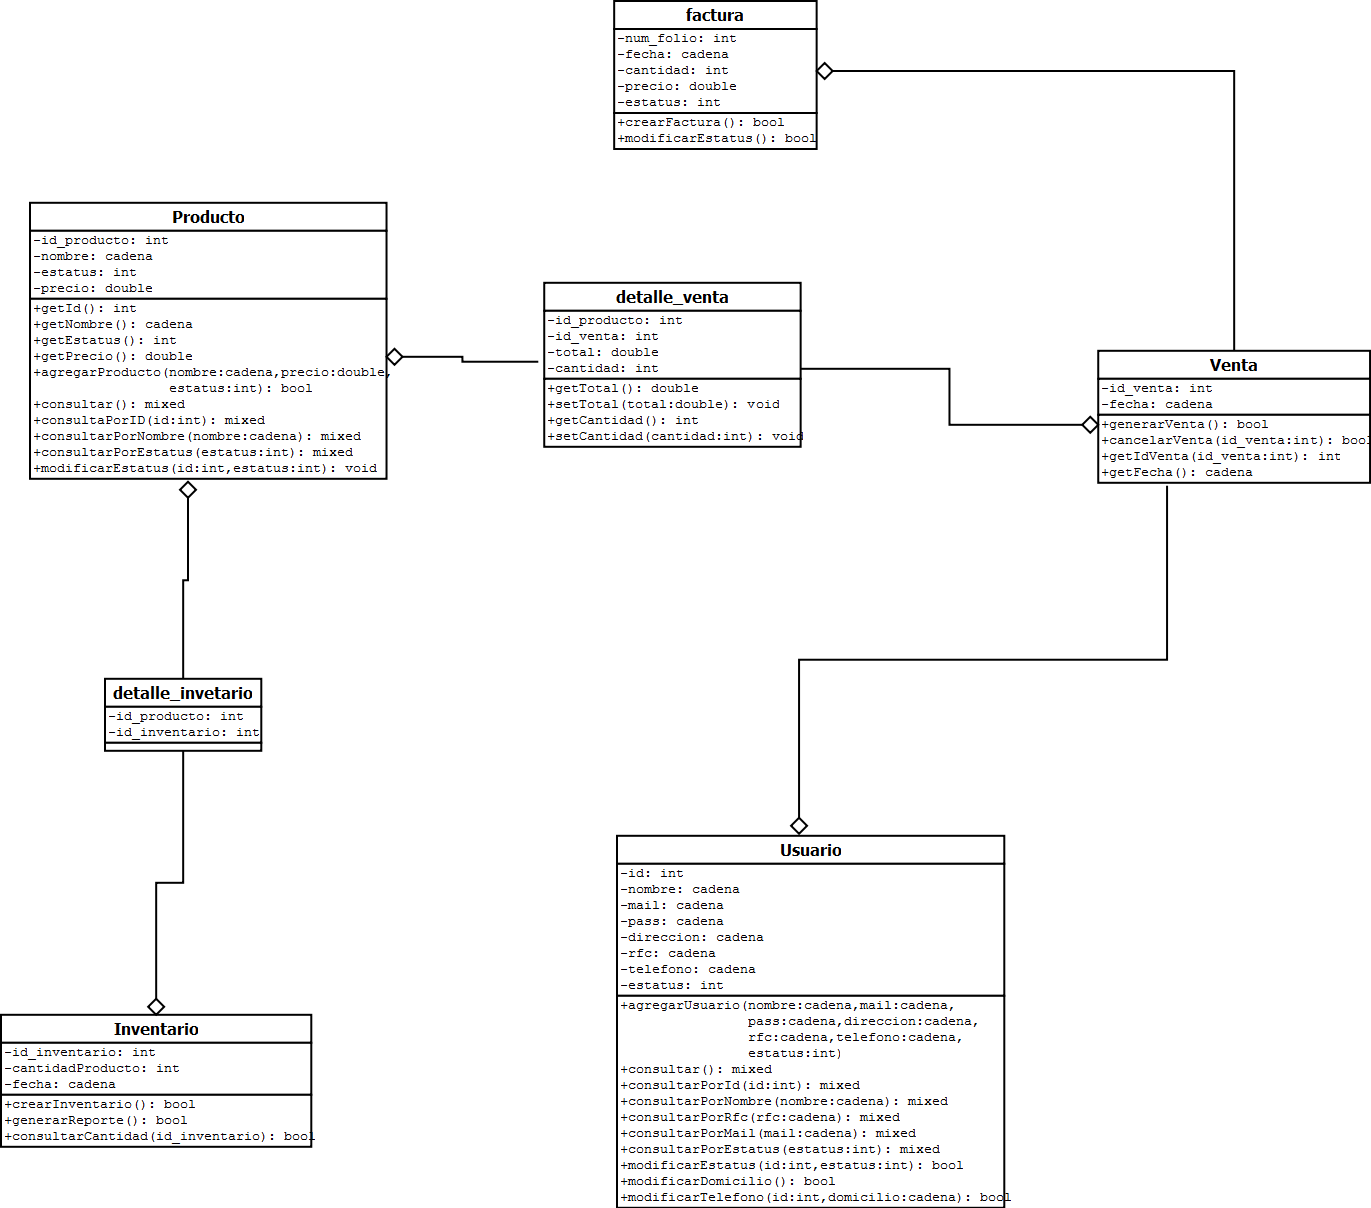 factura
-num_folio: int
-fecha: cadena
-cantidad: int
-precio: double
-estatus: int
+crearFactura(): bool
+modificarEstatus(): bool
Producto
-id_producto: int
-nombre: cadena
-estatus: int
-precio: double
+getId(): int
+getNombre(): cadena
+getEstatus(): int
+getPrecio(): double
+agregarProducto(nombre:cadena,precio:double,
estatus:int): bool
+consultar(): mixed
+consultaPorID(id:int): mixed
+consultarPorNombre(nombre:cadena): mixed
+consultarPorEstatus(estatus:int): mixed
+modificarEstatus(id:int,estatus:int): void
detalle_venta
-id_producto: int
-id_venta: int
-total: double
-cantidad: int
+getTotal(): double
+setTotal(total:double): void
+getCantidad(): int
+setCantidad(cantidad:int): void
Venta
-id_venta: int
-fecha: cadena
+generarVenta(): bool
+cancelarVenta(id_venta:int): bool
+getIdVenta(id_venta:int): int
+getFecha(): cadena
detalle_invetario
-id_producto: int
-id_inventario: int
Usuario
-id: int
-nombre: cadena
-mail: cadena
-pass: cadena
-direccion: cadena
-rfc: cadena
-telefono: cadena
-estatus: int
+agregarUsuario(nombre:cadena,mail:cadena,
pass:cadena,direccion:cadena,
rfc:cadena,telefono:cadena,
estatus:int)
+consultar(): mixed
+consultarPorId(id:int): mixed
+consultarPorNombre(nombre:cadena): mixed
+consultarPorRfc(rfc:cadena): mixed
+consultarPorMail(mail:cadena): mixed
+consultarPorEstatus(estatus:int): mixed
+modificarEstatus(id:int,estatus:int): bool
+modificarDomicilio(): bool
+modificarTelefono(id:int,domicilio:cadena): bool
Inventario
-id_inventario: int
-cantidadProducto: int
-fecha: cadena
+crearInventario(): bool
+generarReporte(): bool
+consultarCantidad(id_inventario): bool